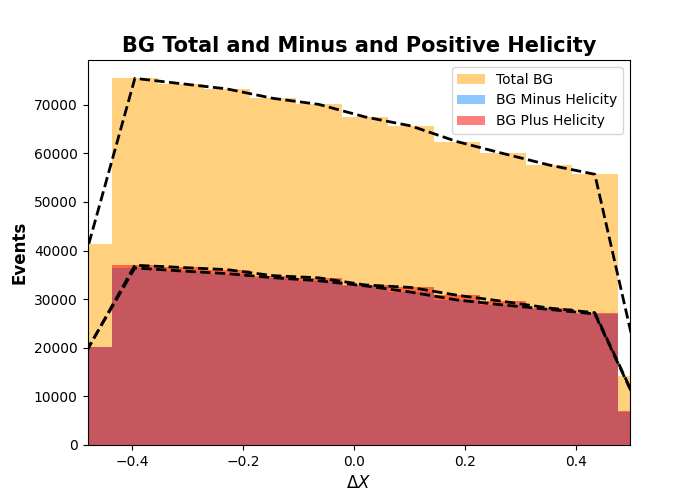 BG Total and Minus and Positive Helicity
Total BG
BG Minus Helicity
BG Plus Helicity
Events
70000
60000
50000
40000
30000
20000
10000
0
−0.4
−0.2
0.0
0.2
0.4
ΔX